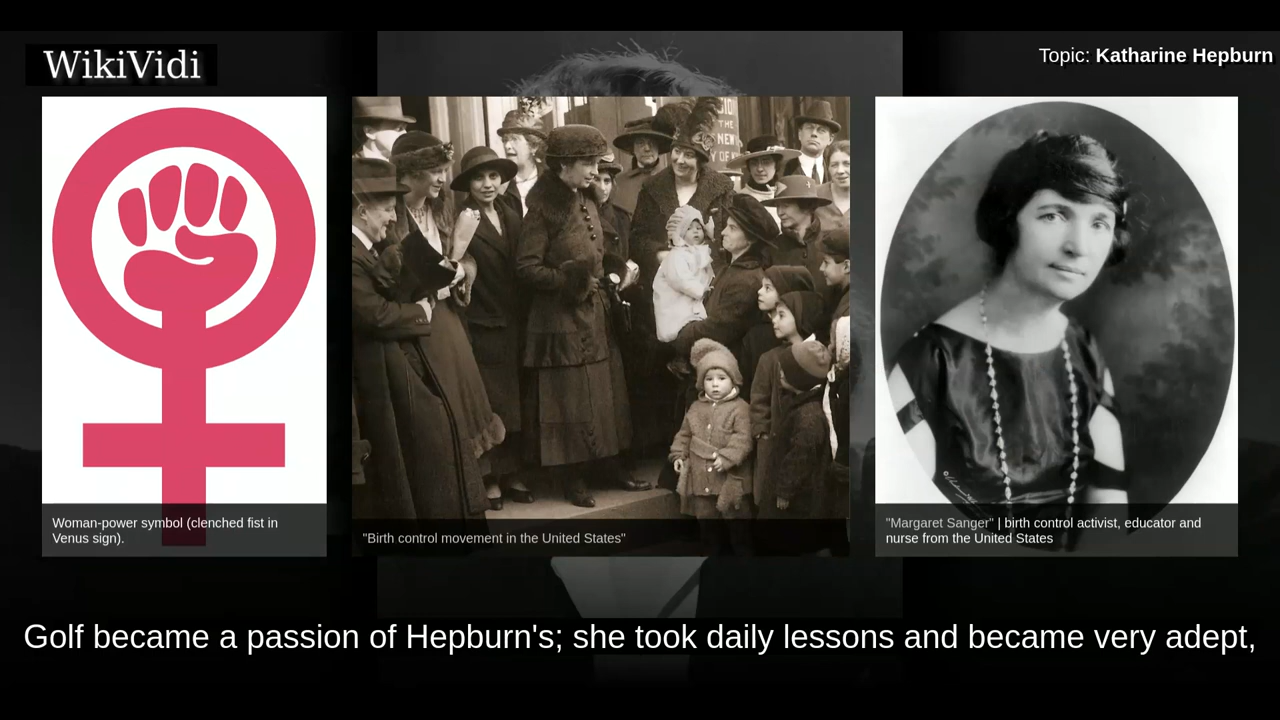 WikiVidi
Topic: Katharine Hepburn
THE
NEW
Woman-power symbol (clenched fist in
Venus sign).
"Birth control movement in the United States"
"Margaret Sanger" | birth control activist, educator and
nurse from the United States
Golf became a passion of Hepburn's; she took daily lessons and became very adept,